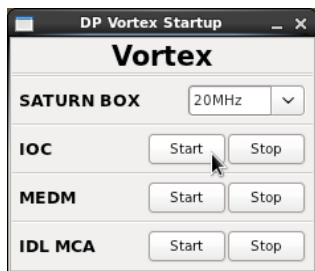 DP Vortex Startup
Vortex
SATURN BOX 20MHz
IOC Start Stop
MEDM Start Stop
IDL MCA Start Stop